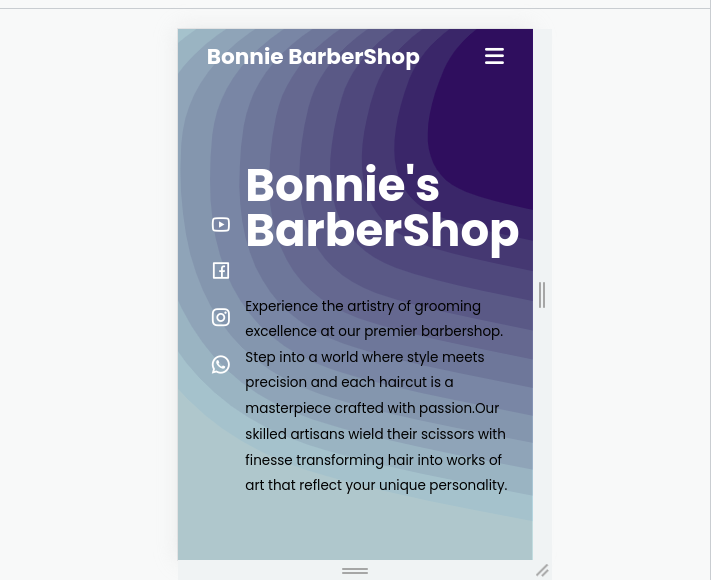 Bonnie BarberShop
Bonnie's
BarberShop
Experience the artistry of grooming
excellence at our premier barbershop.
Step into a world where style meets
precision and each haircut is a
masterpiece crafted with passion.Our
skilled artisans wield their scissors with
finesse transforming hair into works of
art that reflect your unique personality.